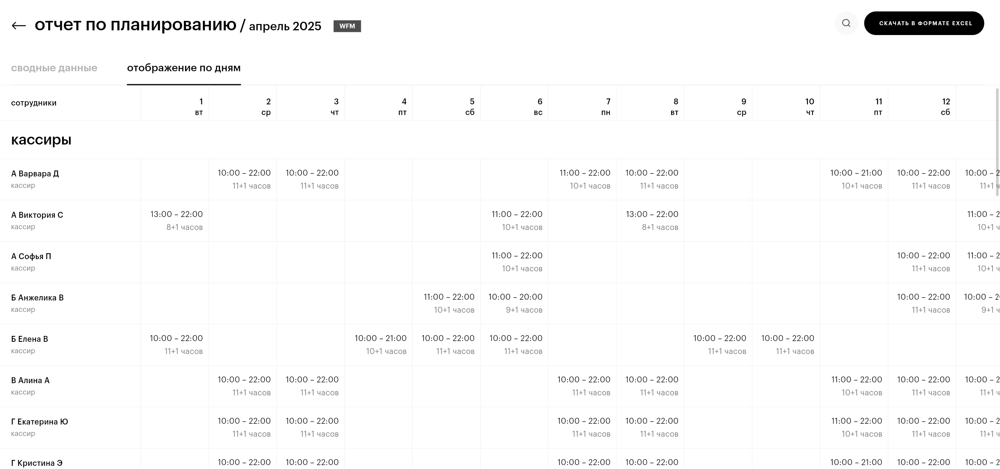 отчет по планированию / апрель 2025 WFM
СКАЧАТЬ В ФОРМАТЕ EXCEL
сводные данные отображение по дням
сотрудники 1 2 3 4 5 6 7 8 9 10 11 12
вт ср чт пт сб вс пн вт ср чт пт сб
кассиры
А Варвара Д 10:00 – 22:00 10:00 – 22:00 11:00 – 22:00 10:00 – 22:00 10:00 – 21:00 10:00 – 22:00 10:00 –
кассир 11+1 часов 11+1 часов 10+1 часов 11+1 часов 10+1 часов 11+1 часов 11+1
А Виктория С 13:00 – 22:00 11:00 – 22:00 13:00 – 22:00 11:00 –
кассир 8+1 часов 10+1 часов 8+1 часов 10+1
А Софья П 11:00 – 22:00 10:00 – 22:00 11:00 –
кассир 10+1 часов 11+1 часов 10+1
Б Анжелика В 11:00 – 22:00 10:00 – 20:00 10:00 – 22:00 10:00 –
кассир 10+1 часов 9+1 часов 11+1 часов 9+1
Б Елена В 10:00 – 22:00 10:00 – 21:00 10:00 – 22:00 10:00 – 22:00 10:00 – 22:00 10:00 – 22:00
кассир 11+1 часов 10+1 часов 11+1 часов 11+1 часов 11+1 часов 11+1 часов
В Алина А 10:00 – 22:00 10:00 – 22:00 10:00 – 22:00 10:00 – 22:00 11:00 – 22:00 10:00 – 22:00 10:00 –
кассир 11+1 часов 11+1 часов 11+1 часов 11+1 часов 10+1 часов 11+1 часов 11+1
Г Екатерина Ю 10:00 – 22:00 10:00 – 22:00 10:00 – 22:00 10:00 – 22:00 11:00 – 22:00 10:00 – 22:00 10:00 –
кассир 11+1 часов 11+1 часов 11+1 часов 11+1 часов 10+1 часов 11+1 часов 11+1
Г Кристина Э 10:00 – 22:00 10:00 – 22:00 10:00 – 22:00 10:00 – 22:00 10:00 – 21:00 10:00 – 22:00 10:00 –